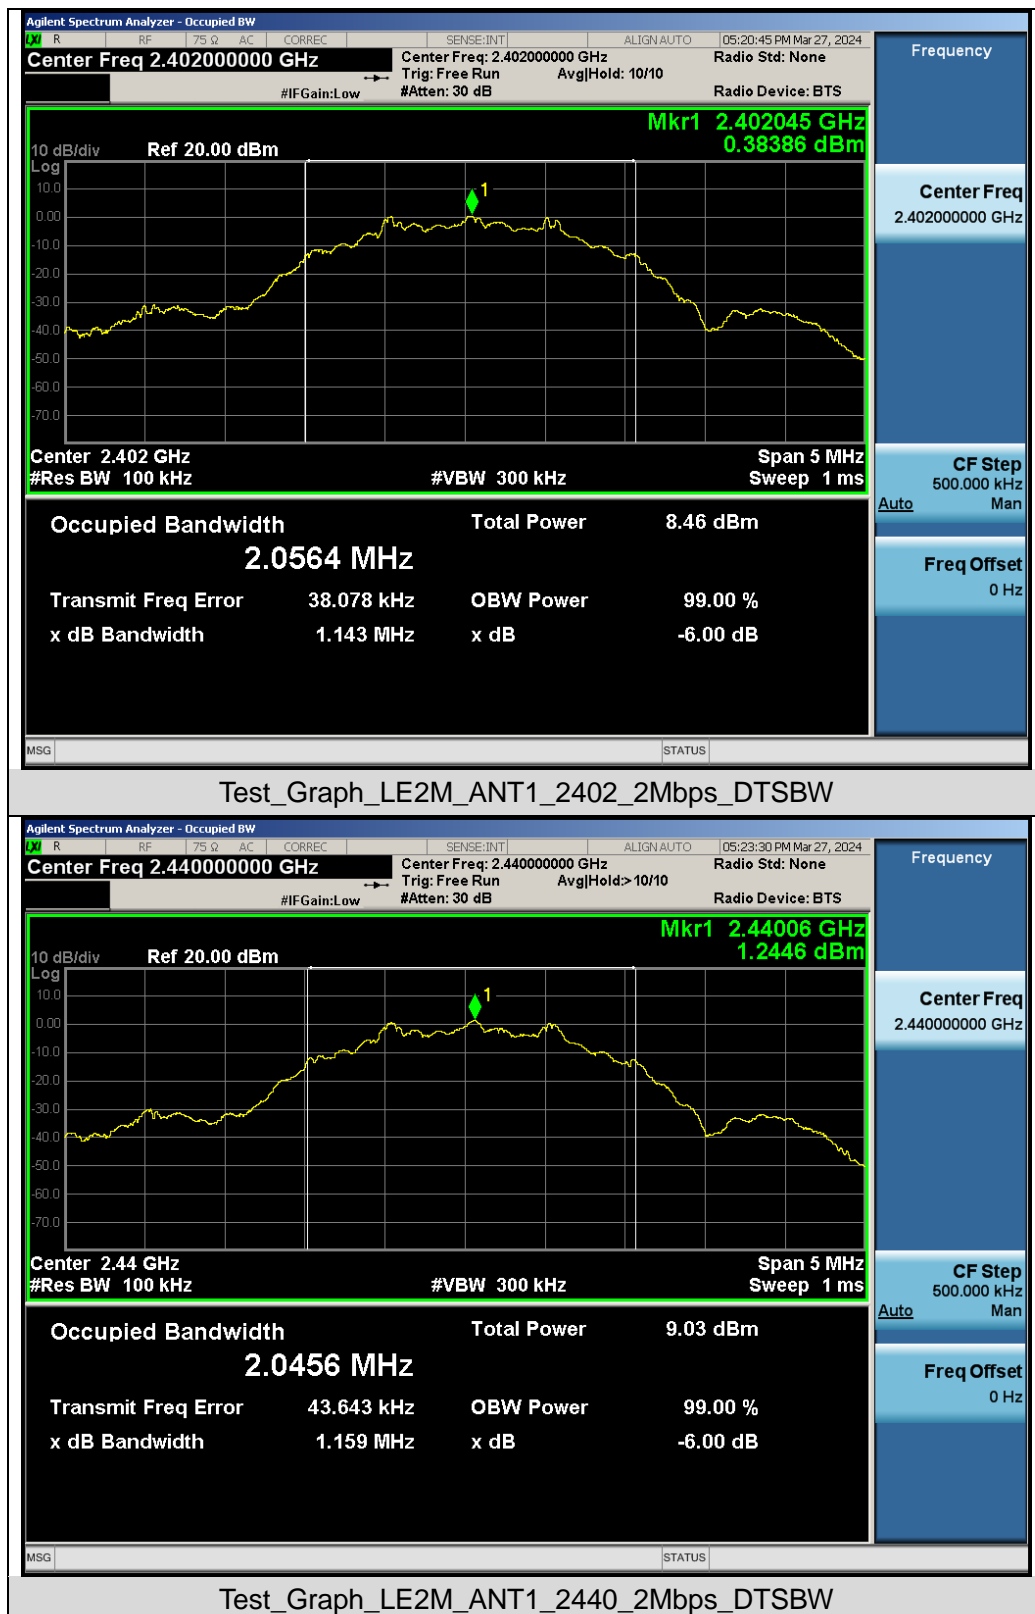 Agilent Spectrum Analyzer - Occupied BW
LXI R RF 75 Ω AC CORREC SENSE:INT ALIGN AUTO 05:20:45 PM Mar 27, 2024
Center Freq 2.402000000 GHz Center Freq: 2.402000000 GHz Radio Std: None
Trig: Free Run Avg|Hold: 10/10
#IFGain:Low #Atten: 30 dB Radio Device: BTS
Mkr1 2.402045 GHz
0.38386 dBm
10 dB/div Ref 20.00 dBm
Log
10.0
1
0.00
-10.0
-20.0
-30.0
-40.0
-50.0
-60.0
-70.0
Center 2.402 GHz Span 5 MHz
#Res BW 100 kHz #VBW 300 kHz Sweep 1 ms
Occupied Bandwidth Total Power 8.46 dBm
2.0564 MHz
Transmit Freq Error 38.078 kHz OBW Power 99.00 %
x dB Bandwidth 1.143 MHz x dB -6.00 dB
MSG STATUS
Frequency
Center Freq
2.402000000 GHz
CF Step
500.000 kHz
Auto Man
Freq Offset
0 Hz
Test_Graph_LE2M_ANT1_2402_2Mbps_DTSBW
Agilent Spectrum Analyzer - Occupied BW
LXI R RF 75 Ω AC CORREC SENSE:INT ALIGN AUTO 05:23:30 PM Mar 27, 2024
Center Freq 2.440000000 GHz Center Freq: 2.440000000 GHz Radio Std: None
Trig: Free Run Avg|Hold:>10/10
#IFGain:Low #Atten: 30 dB Radio Device: BTS
Mkr1 2.44006 GHz
1.2446 dBm
10 dB/div Ref 20.00 dBm
Log
10.0
1
0.00
-10.0
-20.0
-30.0
-40.0
-50.0
-60.0
-70.0
Center 2.44 GHz Span 5 MHz
#Res BW 100 kHz #VBW 300 kHz Sweep 1 ms
Occupied Bandwidth Total Power 9.03 dBm
2.0456 MHz
Transmit Freq Error 43.643 kHz OBW Power 99.00 %
x dB Bandwidth 1.159 MHz x dB -6.00 dB
MSG STATUS
Frequency
Center Freq
2.440000000 GHz
CF Step
500.000 kHz
Auto Man
Freq Offset
0 Hz
Test_Graph_LE2M_ANT1_2440_2Mbps_DTSBW